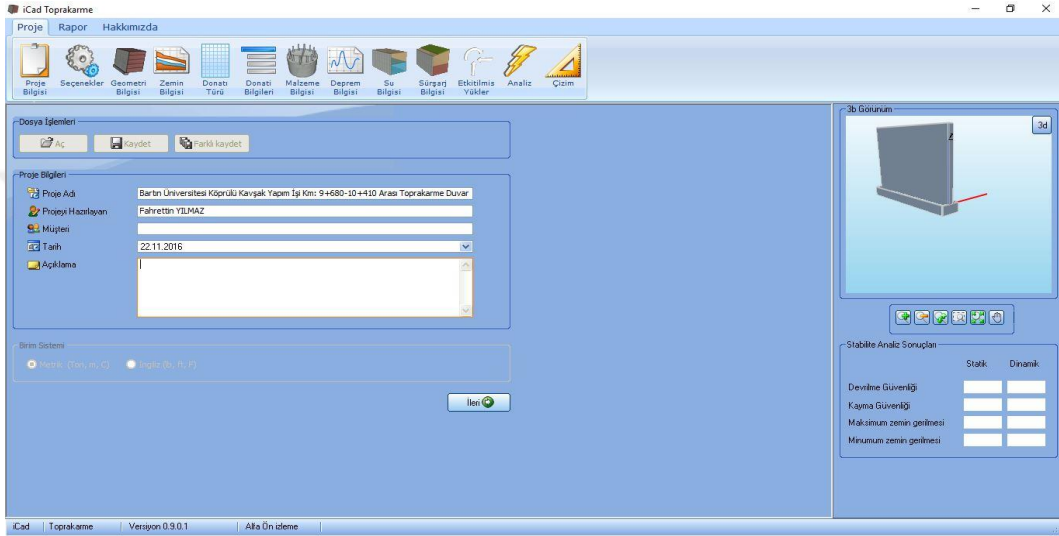 iCad Toprakarme
Proje Rapor Hakkımızda
Proje Bilgisi
Seçenekler
Geometri Bilgisi
Zemin Bilgisi
Donatı Türü
Donati Bilgileri
Malzeme Bilgisi
Deprem Bilgisi
Su Bilgisi
Sürşarj Bilgisi
Etkitilmis Yükler
Analiz
Çizim
Dosya İşlemleri
Aç Kaydet Farklı kaydet
Proje Bilgileri
Proje Adı Bartın Üniversitesi Köprülü Kavşak Yapım İşi Km: 9+680-10+410 Arası Toprakarme Duvar
Projeyi Hazırlayan Fahrettin YILMAZ
Müşteri
Tarih 22.11.2016
Açıklama
Birim Sistemi
Metrik (Ton, m, C) İngiliz (lb, ft, F)
İleri
3b Görünüm
3d
Stabilite Analiz Sonuçları
Statik Dinamik
Devrilme Güvenliği
Kayma Güvenliği
Maksimum zemin gerilmesi
Minumum zemin gerilmesi
iCad Toprakarme Versiyon 0.9.0.1 Alfa Ön izleme